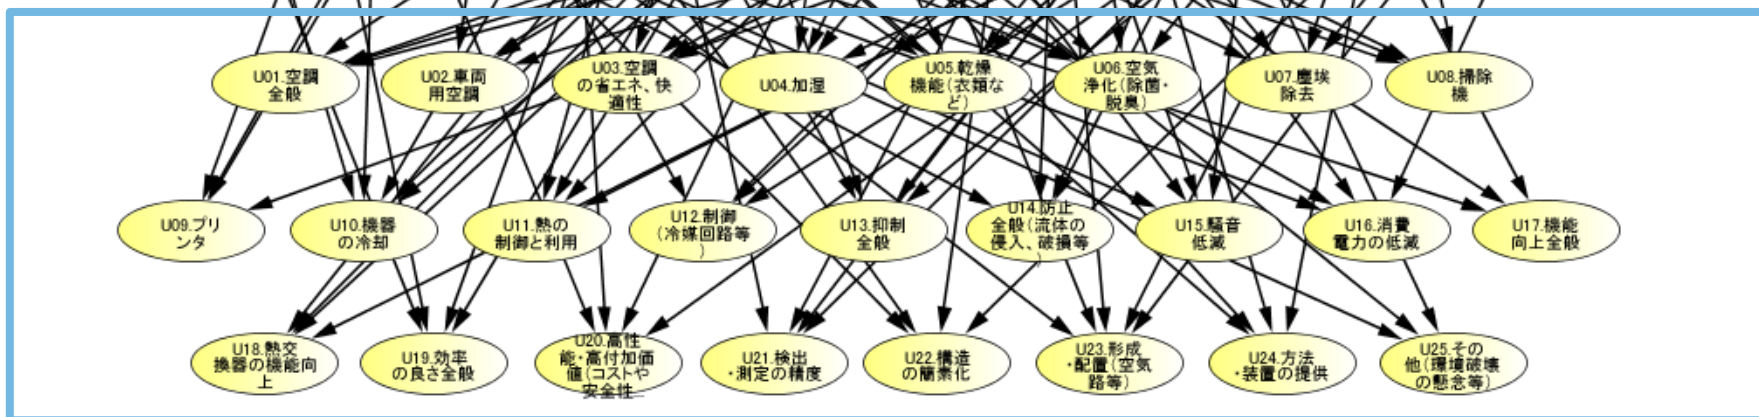 U01.空調
全般
U02.車両
用空調
U03.空調
の省エネ、快
適性
U04.加湿
U05.乾燥
機能(衣類な
ど)
U06.空気
浄化(除菌・
脱臭)
U07.塵埃
除去
U08.掃除
機
U09.プリ
ンタ
U10.機器
の冷却
U11.熱の
制御と利用
U12.制御
(冷媒回路等
)
U13.抑制
全般
U14.防止
全般(流体の
侵入、破損等
)
U15.騒音
低減
U16.消費
電力の低減
U17.機能
向上全般
U18.熱交
換器の機能向
上
U19.効率
の良さ全般
U20.高性
能・高付加価
値(コストや
安全性...
U21.検出
・測定の精度
U22.構造
の簡素化
U23.形成
・配置(空気
路等)
U24.方法
・装置の提供
U25.その
他(環境破壊
の懸念等)